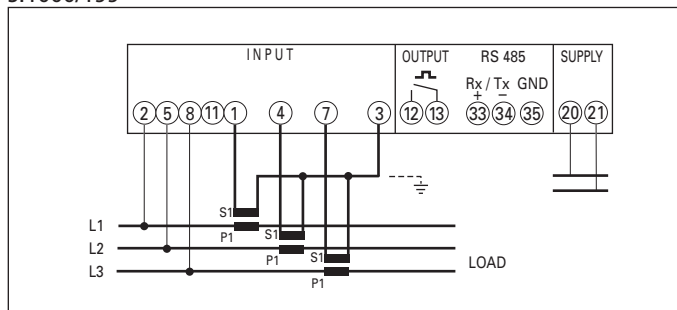 INPUT OUTPUT RS 485 SUPPLY
Rx / Tx GND
+ –
2 5 8 11 1 4 7 3 12 13 33 34 35 20 21
S1
L1
P1 S1
L2
P1 S1
L3 LOAD
P1